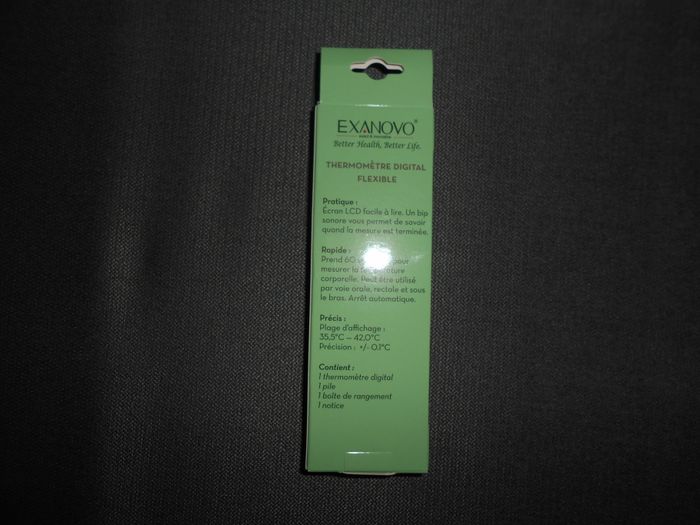 EXANOVO®
Better Health, Better Life.
THERMOMÈTRE DIGITAL
FLEXIBLE
Pratique :
Écran LCD facile à lire. Un bip
sonore vous permet de savoir
quand la mesure est terminée.
Rapide :
Prend 60 pour
mesurer la température
corporelle. Peut être utilisé
par voie orale, rectale et sous
le bras. Arrêt automatique.
Précis :
Plage d'affichage :
35,5°C – 42,0°C
Précision : +/- 0.1°C
Contient :
1 thermomètre digital
1 pile
1 boîte de rangement
1 notice